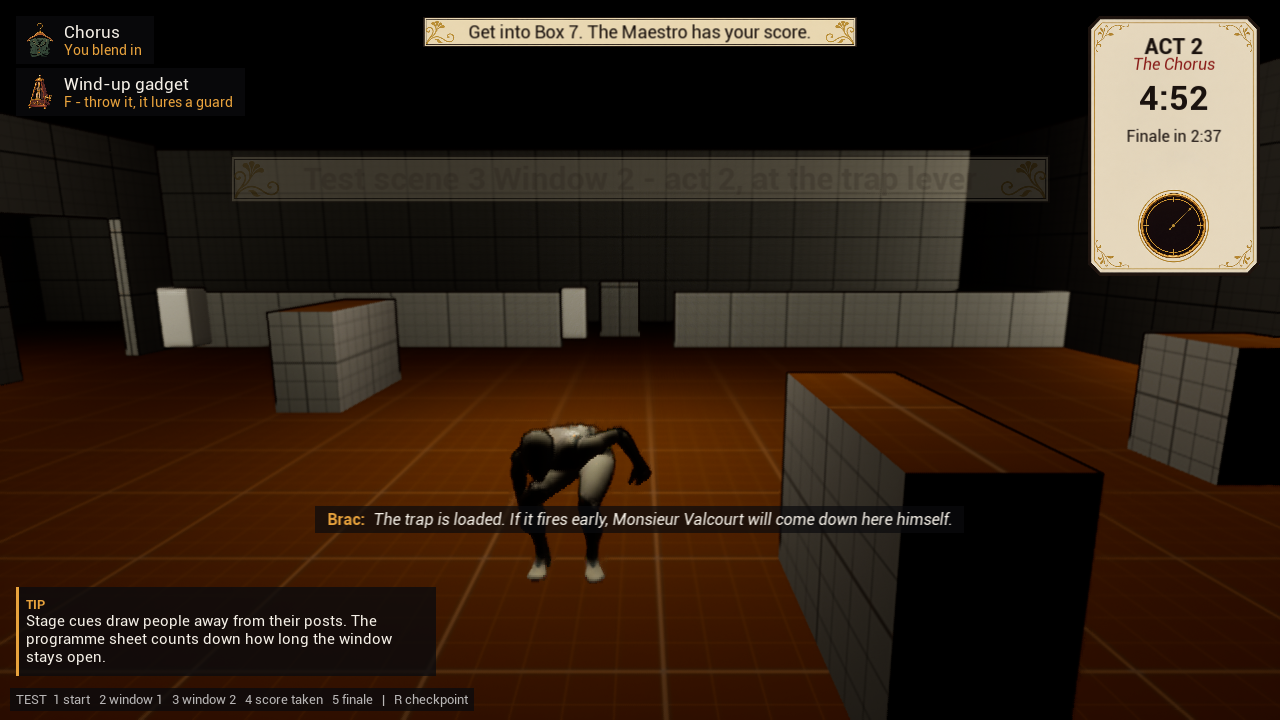 Chorus
You blend in
Wind-up gadget
F - throw it, it lures a guard
Get into Box 7. The Maestro has your score.
ACT 2
The Chorus
4:52
Finale in 2:37
Test scene 3 Window 2 - act 2, at the trap lever
Brac: The trap is loaded. If it fires early, Monsieur Valcourt will come down here himself.
TIP
Stage cues draw people away from their posts. The
programme sheet counts down how long the window
stays open.
TEST 1 start 2 window 1 3 window 2 4 score taken 5 finale | R checkpoint